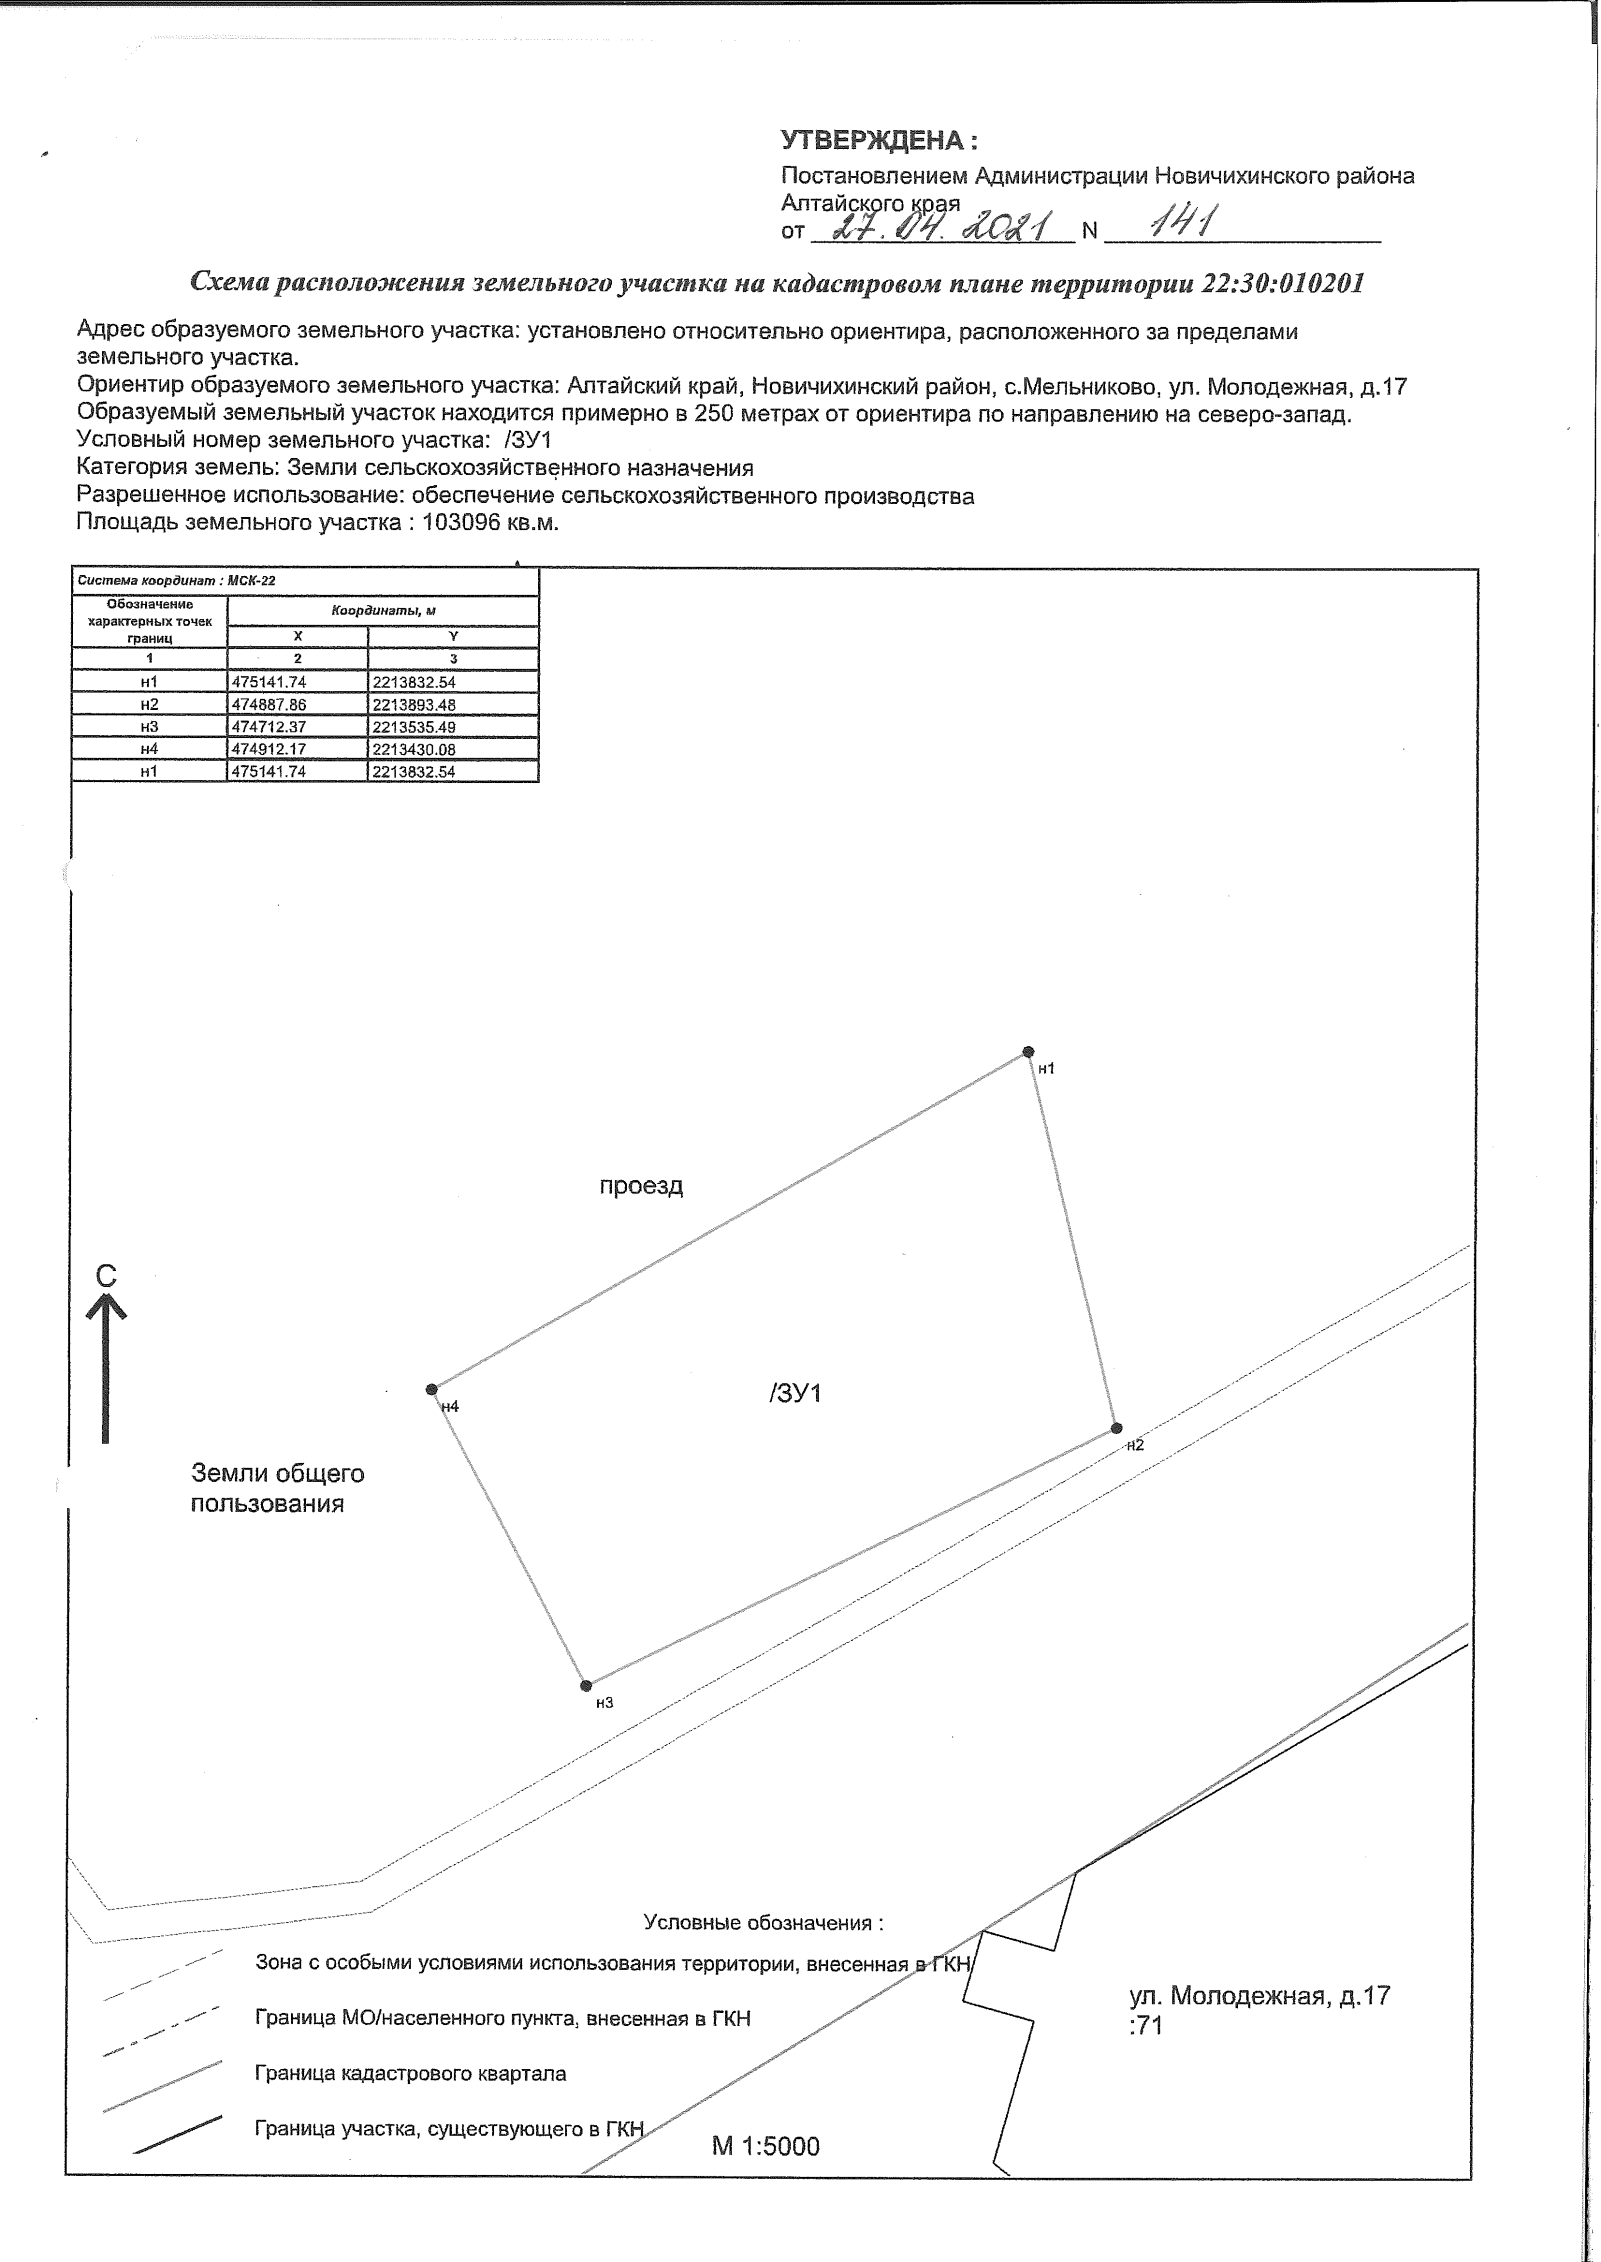 УТВЕРЖДЕНА :
Постановлением Администрации Новичихинского района
Алтайского края
от 27.04.2021 N 141
Схема расположения земельного участка на кадастровом плане территории 22:30:010201
Адрес образуемого земельного участка: установлено относительно ориентира, расположенного за пределами
земельного участка.
Ориентир образуемого земельного участка: Алтайский край, Новичихинский район, с.Мельниково, ул. Молодежная, д.17
Образуемый земельный участок находится примерно в 250 метрах от ориентира по направлению на северо-запад.
Условный номер земельного участка: /ЗУ1
Категория земель: Земли сельскохозяйственного назначения
Разрешенное использование: обеспечение сельскохозяйственного производства
Площадь земельного участка : 103096 кв.м.
Система координат : МСК-22
Обозначение
характерных точек
границ
Координаты, м
X Y
1 2 3
н1 475141.74 2213832.54
н2 474887.86 2213893.48
н3 474712.37 2213535.49
н4 474912.17 2213430.08
н1 475141.74 2213832.54
н1
проезд
С
/ЗУ1
н4
н2
Земли общего
пользования
н3
Условные обозначения :
Зона с особыми условиями использования территории, внесенная в ГКН
Граница МО/населенного пункта, внесенная в ГКН
Граница кадастрового квартала
Граница участка, существующего в ГКН
ул. Молодежная, д.17
:71
М 1:5000